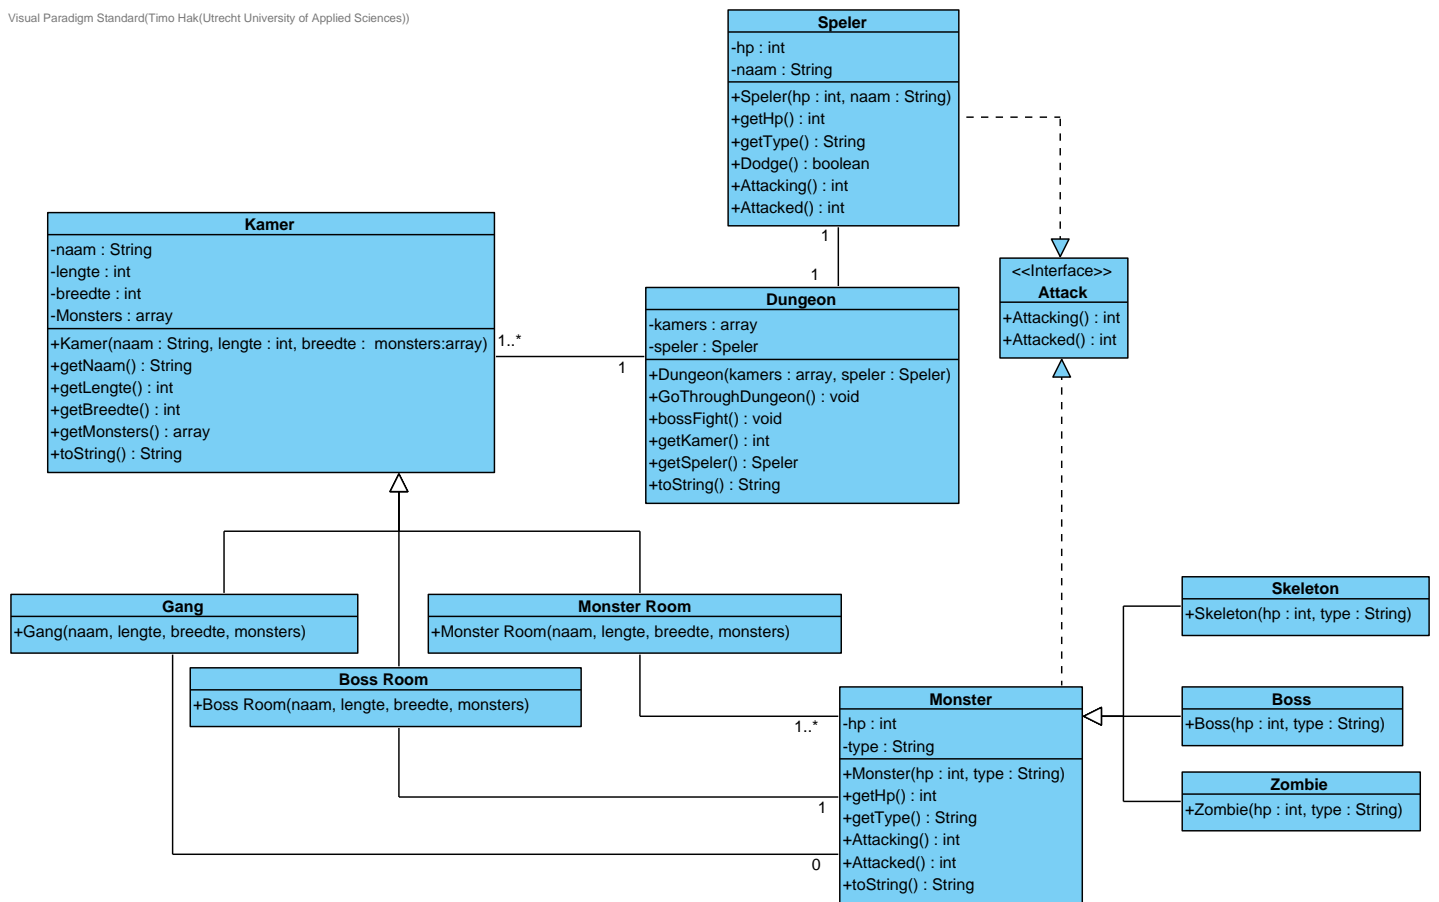 Visual Paradigm Standard(Timo Hak(Utrecht University of Applied Sciences))
Speler
-hp : int
-naam : String
+Speler(hp : int, naam : String)
+getHp() : int
+getType() : String
+Dodge() : boolean
+Attacking() : int
+Attacked() : int
1
1
Kamer
-naam : String
-lengte : int
-breedte : int
-Monsters : array
+Kamer(naam : String, lengte : int, breedte :  monsters:array)
+getNaam() : String
+getLengte() : int
+getBreedte() : int
+getMonsters() : array
+toString() : String
1..*
1
Dungeon
-kamers : array
-speler : Speler
+Dungeon(kamers : array, speler : Speler)
+GoThroughDungeon() : void
+bossFight() : void
+getKamer() : int
+getSpeler() : Speler
+toString() : String
<<Interface>>
Attack
+Attacking() : int
+Attacked() : int
Gang
+Gang(naam, lengte, breedte, monsters)
Monster Room
+Monster Room(naam, lengte, breedte, monsters)
Boss Room
+Boss Room(naam, lengte, breedte, monsters)
1..*
1
0
Monster
-hp : int
-type : String
+Monster(hp : int, type : String)
+getHp() : int
+getType() : String
+Attacking() : int
+Attacked() : int
+toString() : String
Skeleton
+Skeleton(hp : int, type : String)
Boss
+Boss(hp : int, type : String)
Zombie
+Zombie(hp : int, type : String)